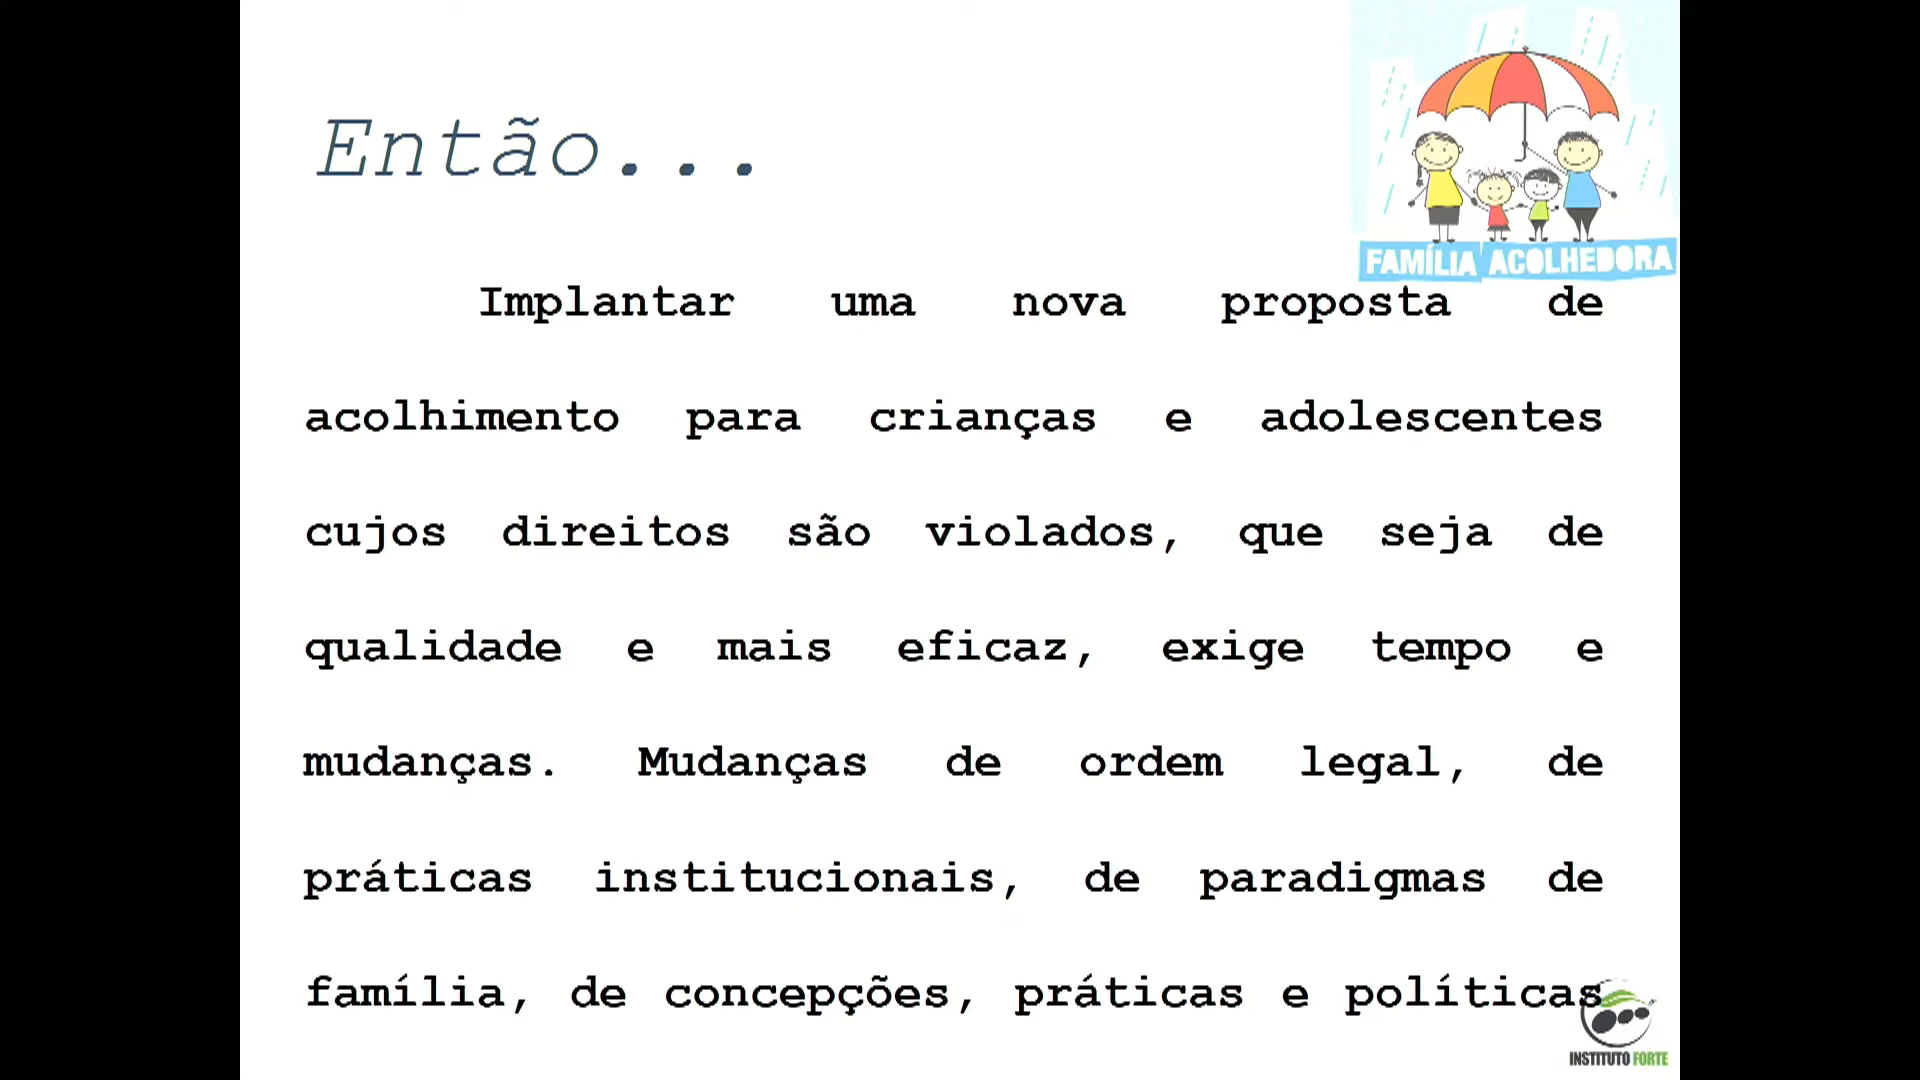 Então...
FAMÍLIA ACOLHEDORA
Implantar uma nova proposta de
acolhimento para crianças e adolescentes
cujos direitos são violados, que seja de
qualidade e mais eficaz, exige tempo e
mudanças. Mudanças de ordem legal, de
práticas institucionais, de paradigmas de
família, de concepções, práticas e políticas
INSTITUTO FORTE